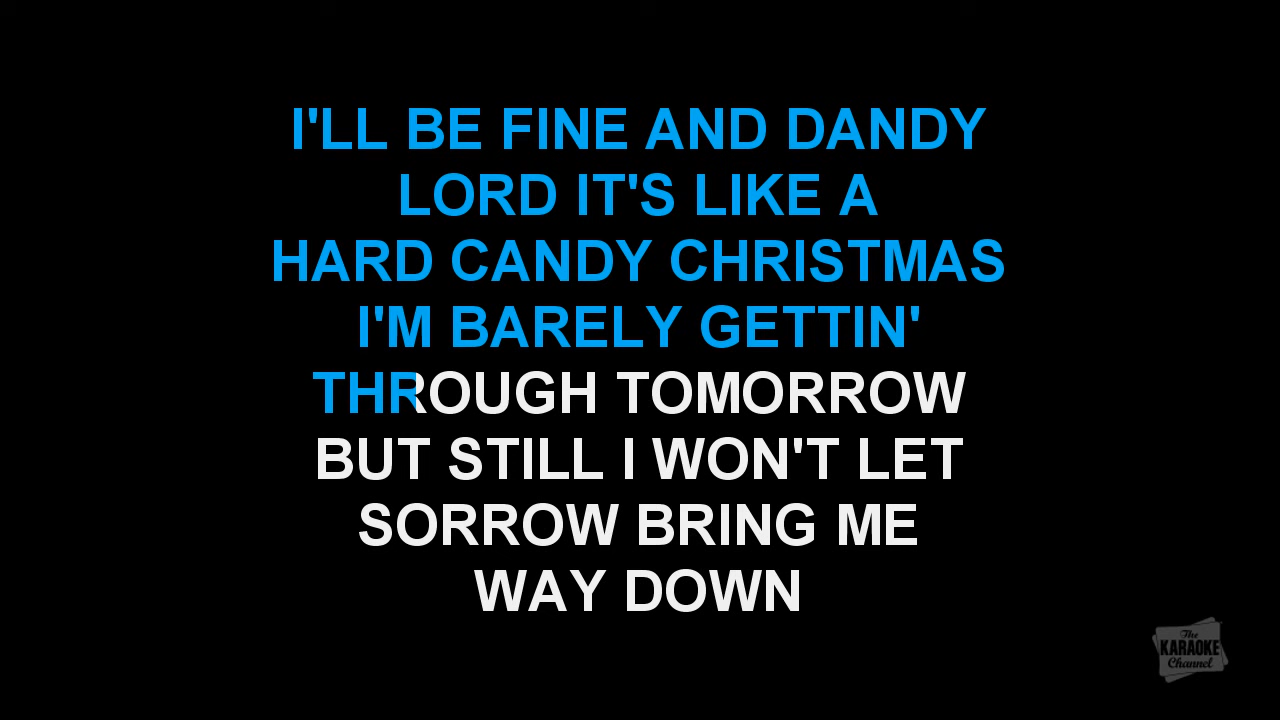 I'LL BE FINE AND DANDY
LORD IT'S LIKE A
HARD CANDY CHRISTMAS
I'M BARELY GETTIN'
THROUGH TOMORROW
BUT STILL I WON'T LET
SORROW BRING ME
WAY DOWN
The
KARAOKE
Channel